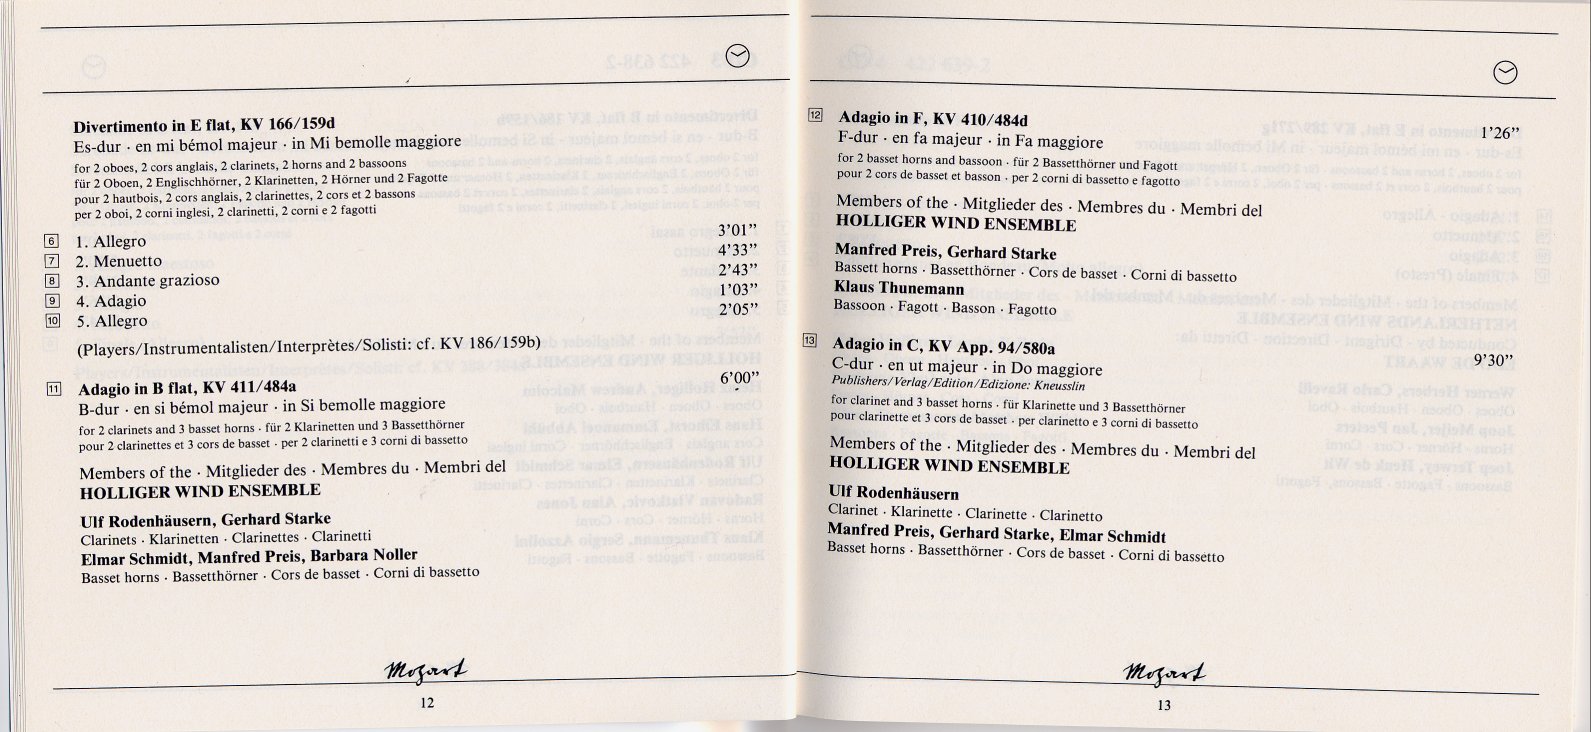 Divertimento in E flat, KV 166/159d
Es-dur · en mi bémol majeur · in Mi bemolle maggiore
for 2 oboes, 2 cors anglais, 2 clarinets, 2 horns and 2 bassoons
für 2 Oboen, 2 Englischhörner, 2 Klarinetten, 2 Hörner und 2 Fagotte
pour 2 hautbois, 2 cors anglais, 2 clarinettes, 2 cors et 2 bassons
per 2 oboi, 2 corni inglesi, 2 clarinetti, 2 corni e 2 fagotti
6 1. Allegro 3’01”
7 2. Menuetto 4’33”
8 3. Andante grazioso 2’43”
9 4. Adagio 1’03”
10 5. Allegro 2’05”
(Players/Instrumentalisten/Interprètes/Solisti: cf. KV 186/159b)
11 Adagio in B flat, KV 411/484a 6’00”
B-dur · en si bémol majeur · in Si bemolle maggiore
for 2 clarinets and 3 basset horns · für 2 Klarinetten und 3 Bassetthörner
pour 2 clarinettes et 3 cors de basset · per 2 clarinetti e 3 corni di bassetto
Members of the · Mitglieder des · Membres du · Membri del
HOLLIGER WIND ENSEMBLE
Ulf Rodenhäusern, Gerhard Starke
Clarinets · Klarinetten · Clarinettes · Clarinetti
Elmar Schmidt, Manfred Preis, Barbara Noller
Basset horns · Bassetthörner · Cors de basset · Corni di bassetto
Mozart
12
12 Adagio in F, KV 410/484d 1’26”
F-dur · en fa majeur · in Fa maggiore
for 2 basset horns and bassoon · für 2 Bassetthörner und Fagott
pour 2 cors de basset et basson · per 2 corni di bassetto e fagotto
Members of the · Mitglieder des · Membres du · Membri del
HOLLIGER WIND ENSEMBLE
Manfred Preis, Gerhard Starke
Bassett horns · Bassetthörner · Cors de basset · Corni di bassetto
Klaus Thunemann
Bassoon · Fagott · Basson · Fagotto
13 Adagio in C, KV App. 94/580a 9’30”
C-dur · en ut majeur · in Do maggiore
Publishers/Verlag/Edition/Edizione: Kneusslin
for clarinet and 3 basset horns · für Klarinette und 3 Bassetthörner
pour clarinette et 3 cors de basset · per clarinetto e 3 corni di bassetto
Members of the · Mitglieder des · Membres du · Membri del
HOLLIGER WIND ENSEMBLE
Ulf Rodenhäusern
Clarinet · Klarinette · Clarinette · Clarinetto
Manfred Preis, Gerhard Starke, Elmar Schmidt
Basset horns · Bassetthörner · Cors de basset · Corni di bassetto
Mozart
13